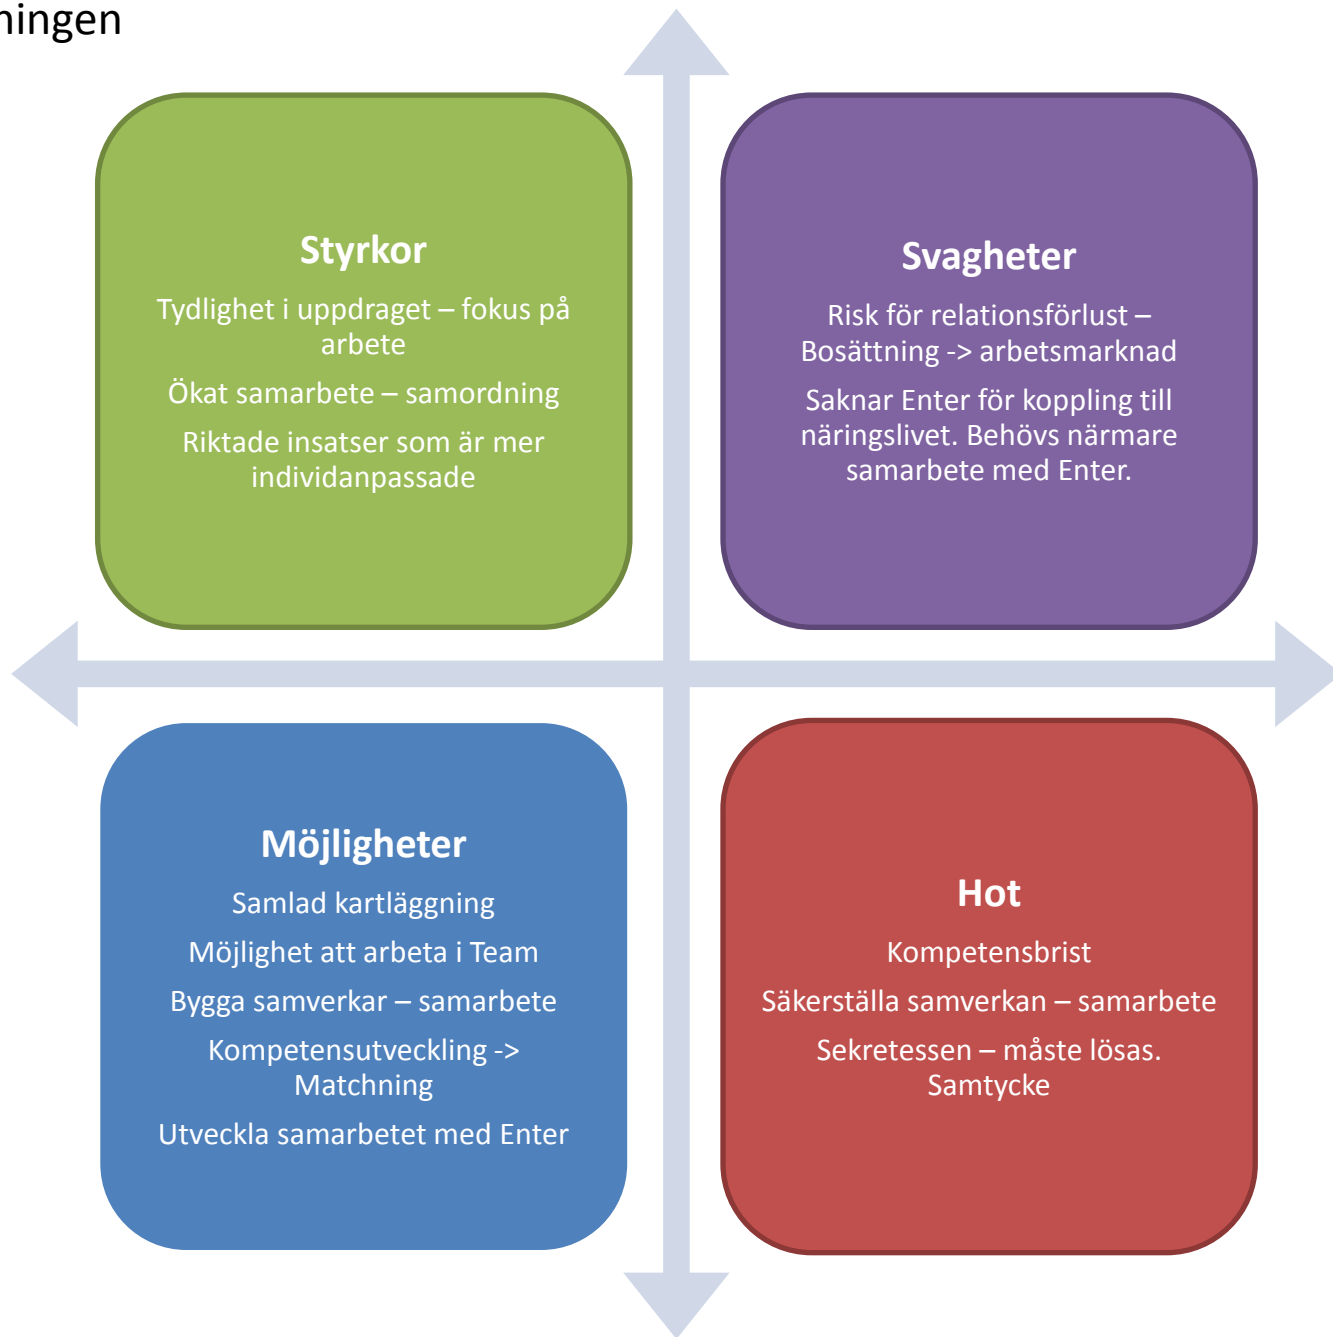 ningen
Styrkor
Tydlighet i uppdraget – fokus på
arbete
Ökat samarbete – samordning
Riktade insatser som är mer
individanpassade
Svagheter
Risk för relationsförlust –
Bosättning -> arbetsmarknad
Saknar Enter för koppling till
näringslivet. Behövs närmare
samarbete med Enter.
Möjligheter
Samlad kartläggning
Möjlighet att arbeta i Team
Bygga samverkar – samarbete
Kompetensutveckling ->
Matchning
Utveckla samarbetet med Enter
Hot
Kompetensbrist
Säkerställa samverkan – samarbete
Sekretessen – måste lösas.
Samtycke